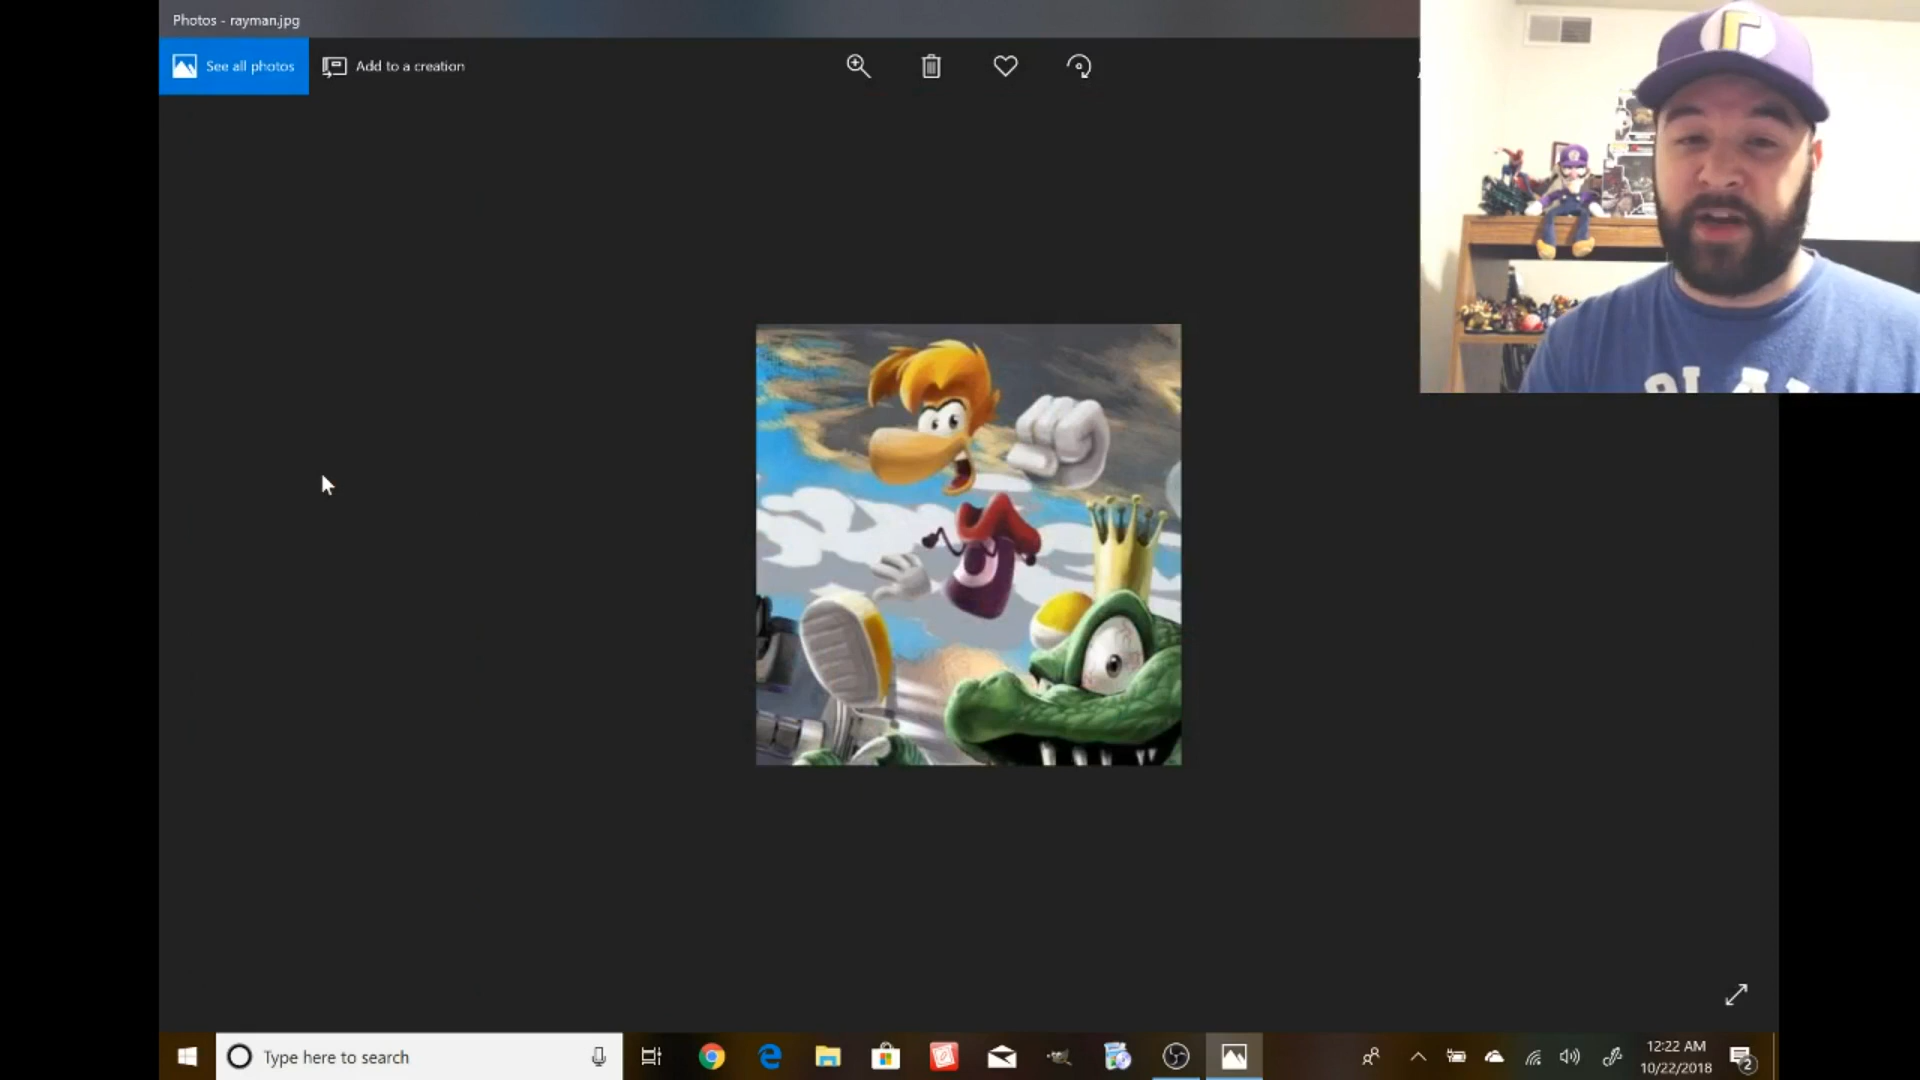 Photos - rayman.jpg
See all photos
Add to a creation
Type here to search
12:22 AM
10/22/2018
2